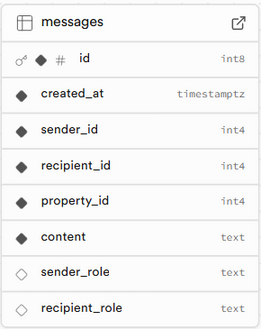 messages
# id int8
created_at timestamptz
sender_id int4
recipient_id int4
property_id int4
content text
sender_role text
recipient_role text